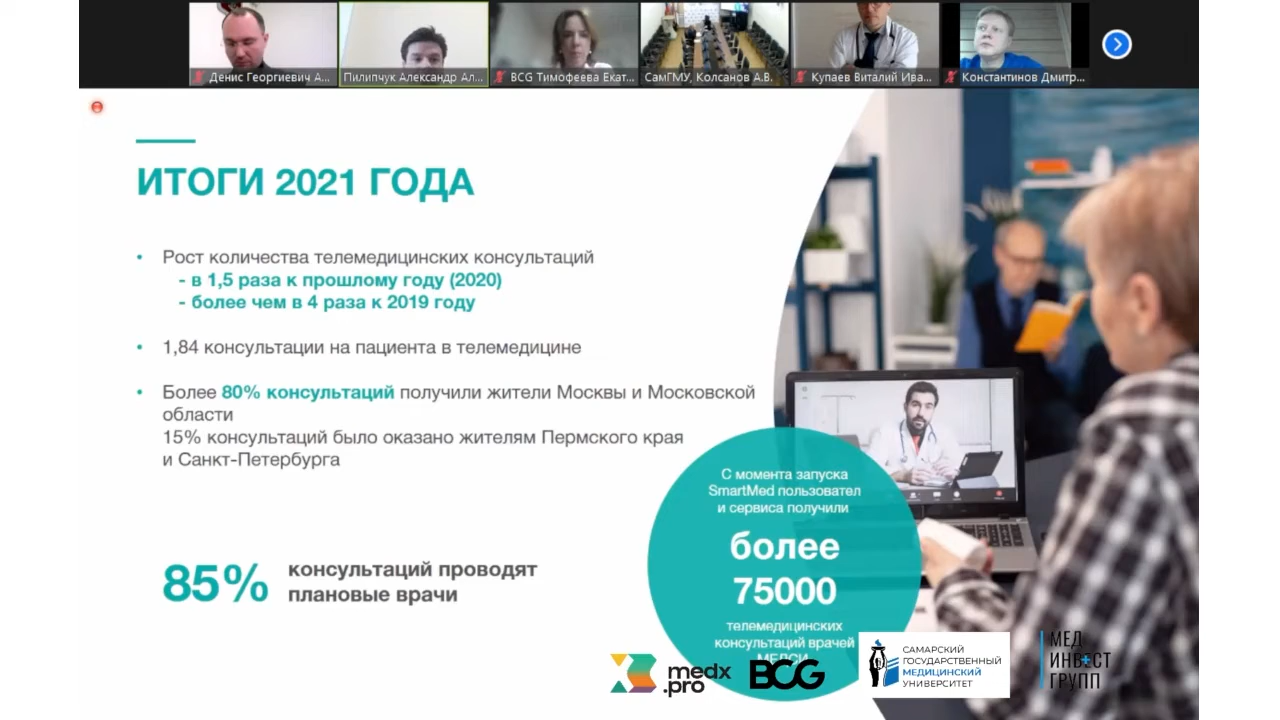 Денис Георгиевич А...
Пилипчук Александр Ал...
BCG Тимофеева Екат...
СамГМУ, Колсанов А.В.
Купаев Виталий Ива...
Константинов Дмитр...
ИТОГИ 2021 ГОДА
• Рост количества телемедицинских консультаций
- в 1,5 раза к прошлому году (2020)
- более чем в 4 раза к 2019 году
• 1,84 консультации на пациента в телемедицине
• Более 80% консультаций получили жители Москвы и Московской
области
15% консультаций было оказано жителям Пермского края
и Санкт-Петербурга
85%
консультаций проводят
плановые врачи
С момента запуска
SmartMed пользовател
и сервиса получили
более
75000
телемедицинских
консультаций врачей
МЕДСИ
medx
.pro
BCG
САМАРСКИЙ
ГОСУДАРСТВЕННЫЙ
МЕДИЦИНСКИЙ
УНИВЕРСИТЕТ
МЕД
ИНВЕСТ
ГРУПП